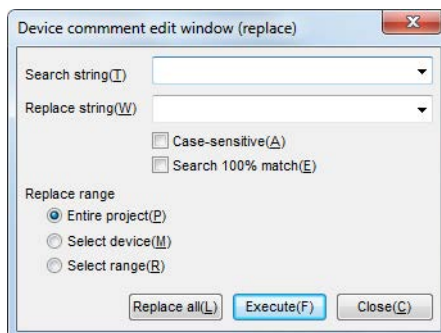 Device commment edit window (replace)
Search string(T)
Replace string(W)
Case-sensitive(A)
Search 100% match(E)
Replace range
Entire project(P)
Select device(M)
Select range(R)
Replace all(L) Execute(F) Close(C)